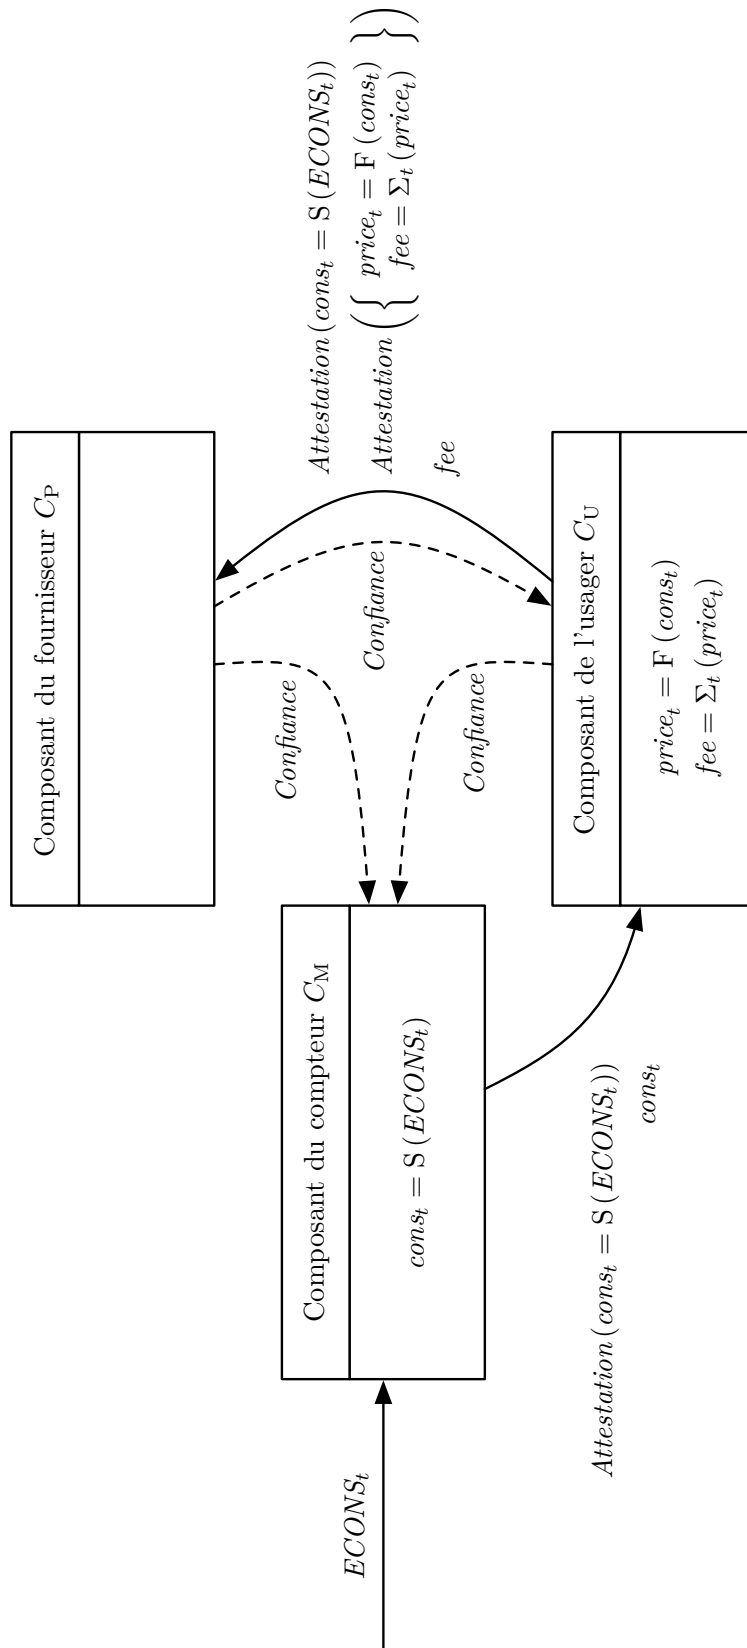 Composant du fournisseur C_P
Attestation (cons_t = S (ECONS_t))
Attestation ({ price_t = F (cons_t)
fee = Σ_t (price_t) })
fee
Confiance
Confiance
Confiance
Composant du compteur C_M
cons_t = S (ECONS_t)
ECONS_t
Composant de l'usager C_U
price_t = F (cons_t)
fee = Σ_t (price_t)
Attestation (cons_t = S (ECONS_t))
cons_t